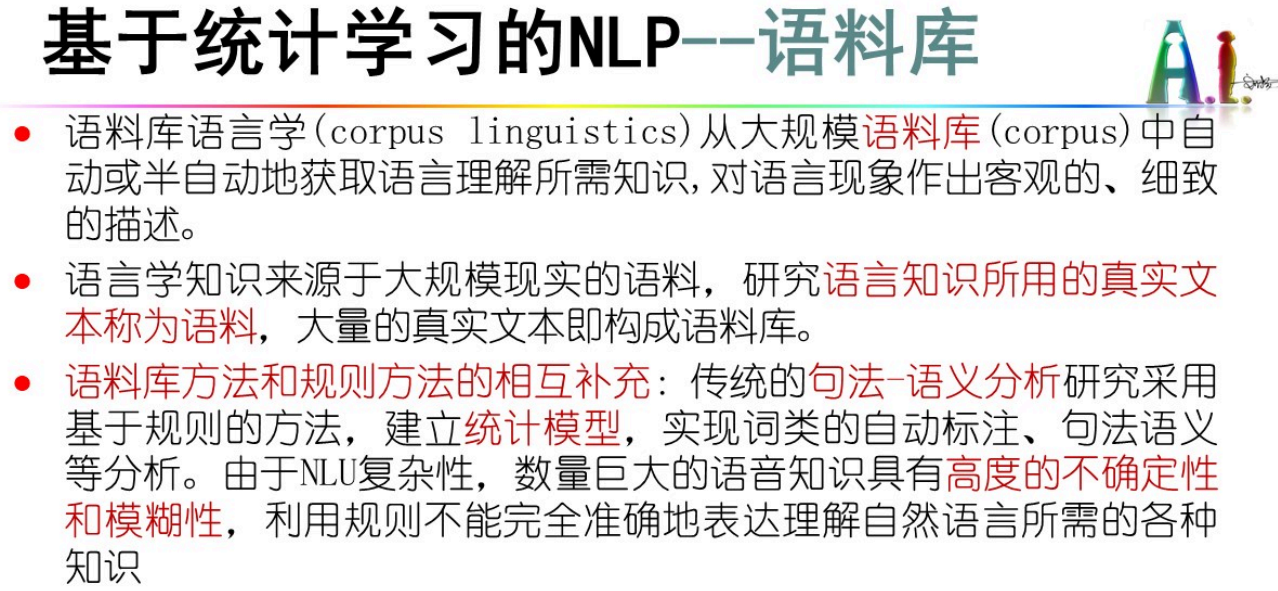 基于统计学习的NLP--语料库
A.I.
● 语料库语言学(corpus linguistics)从大规模语料库(corpus)中自
动或半自动地获取语言理解所需知识,对语言现象作出客观的、细致
的描述。
● 语言学知识来源于大规模现实的语料，研究语言知识所用的真实文
本称为语料，大量的真实文本即构成语料库。
● 语料库方法和规则方法的相互补充：传统的句法-语义分析研究采用
基于规则的方法，建立统计模型，实现词类的自动标注、句法语义
等分析。由于NLU复杂性，数量巨大的语音知识具有高度的不确定性
和模糊性，利用规则不能完全准确地表达理解自然语言所需的各种
知识